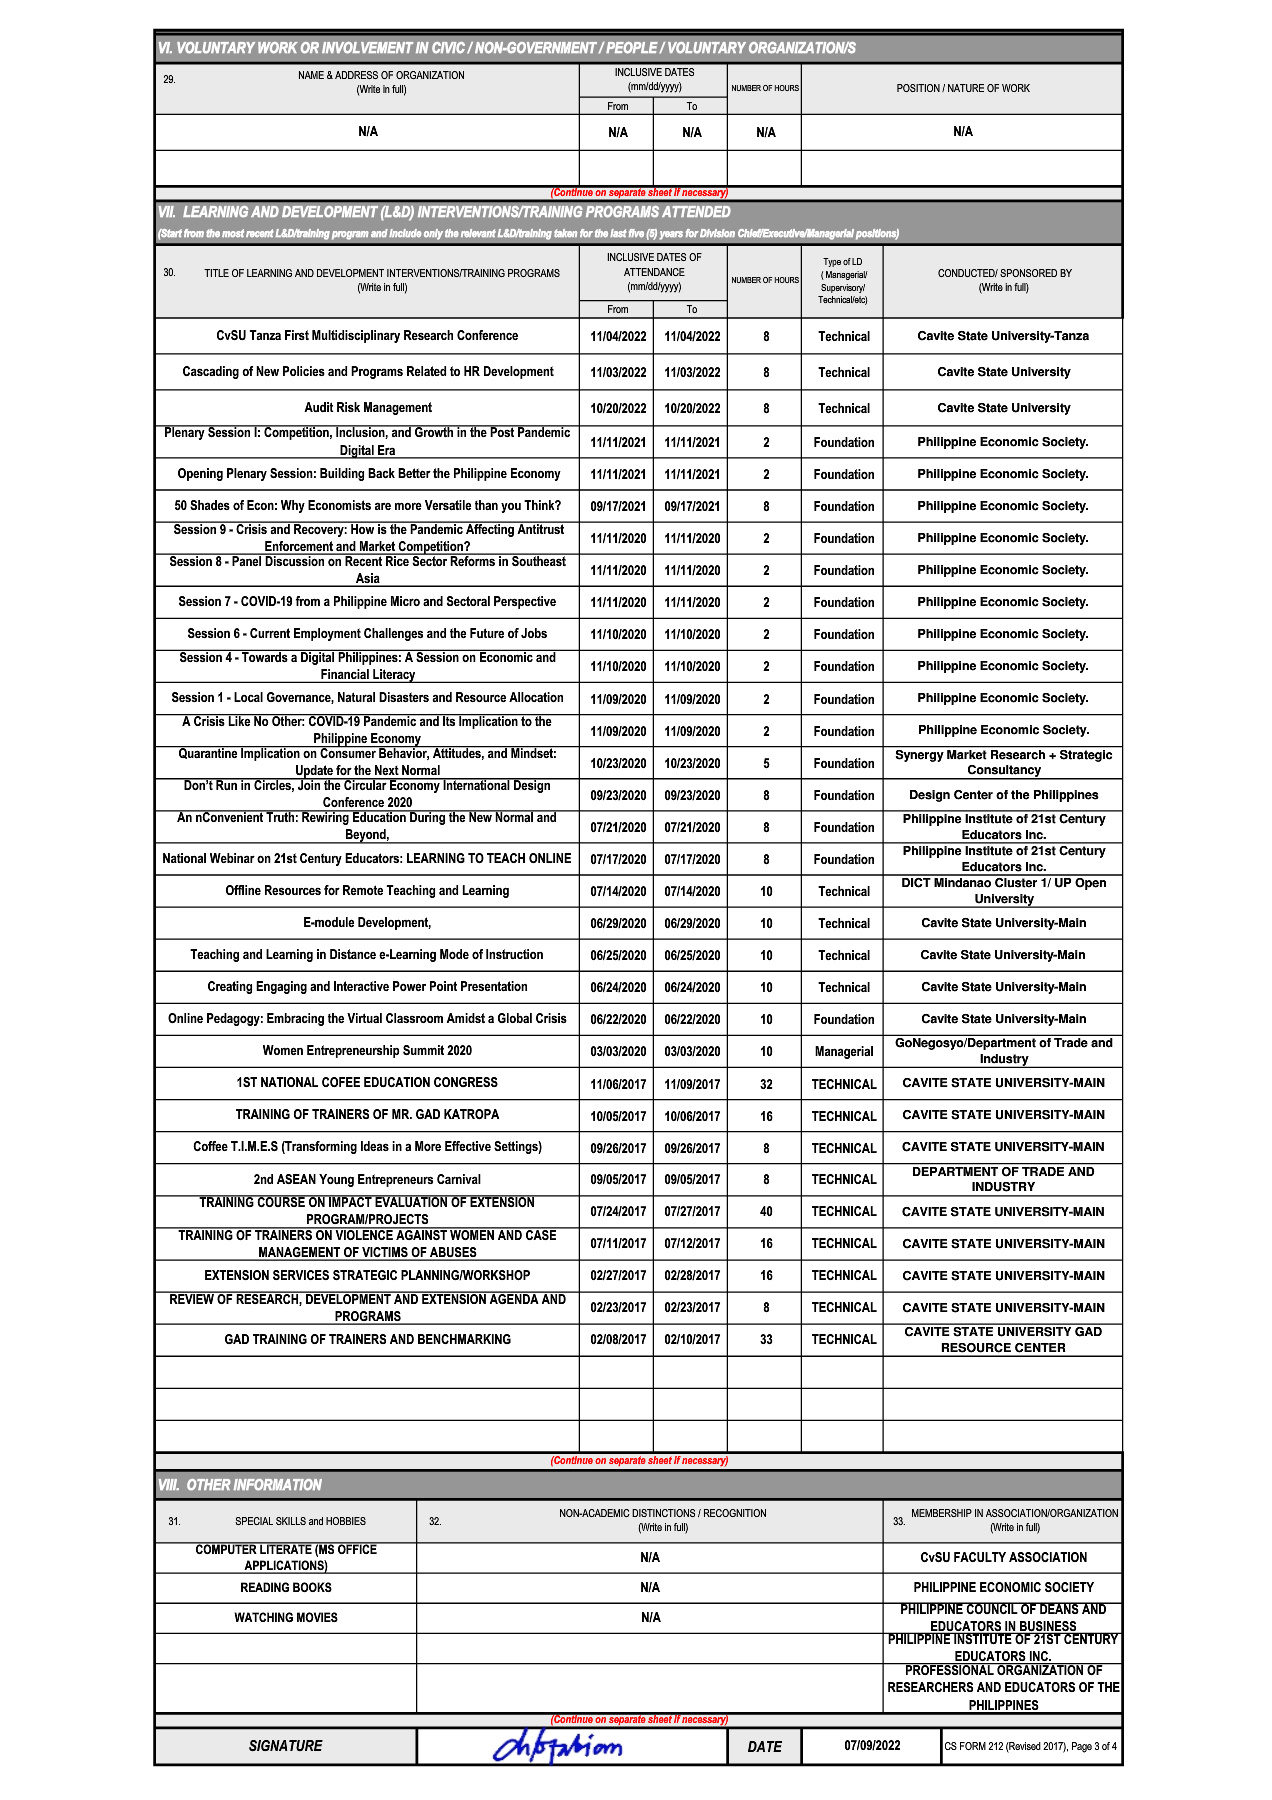 VI. VOLUNTARY WORK OR INVOLVEMENT IN CIVIC / NON-GOVERNMENT / PEOPLE / VOLUNTARY ORGANIZATION/S
29. NAME & ADDRESS OF ORGANIZATION (Write in full) INCLUSIVE DATES (mm/dd/yyyy) From To NUMBER OF HOURS POSITION / NATURE OF WORK
N/A N/A N/A N/A N/A
(Continue on separate sheet if necessary)
VII. LEARNING AND DEVELOPMENT (L&D) INTERVENTIONS/TRAINING PROGRAMS ATTENDED
(Start from the most recent L&D/training program and include only the relevant L&D/training taken for the last five (5) years for Division Chief/Executive/Managerial positions)
30. TITLE OF LEARNING AND DEVELOPMENT INTERVENTIONS/TRAINING PROGRAMS (Write in full) INCLUSIVE DATES OF ATTENDANCE (mm/dd/yyyy) From To NUMBER OF HOURS Type of LD ( Managerial/ Supervisory/ Technical/etc) CONDUCTED/ SPONSORED BY (Write in full)
CvSU Tanza First Multidisciplinary Research Conference 11/04/2022 11/04/2022 8 Technical Cavite State University-Tanza
Cascading of New Policies and Programs Related to HR Development 11/03/2022 11/03/2022 8 Technical Cavite State University
Audit Risk Management 10/20/2022 10/20/2022 8 Technical Cavite State University
Plenary Session I: Competition, Inclusion, and Growth in the Post Pandemic Digital Era 11/11/2021 11/11/2021 2 Foundation Philippine Economic Society.
Opening Plenary Session: Building Back Better the Philippine Economy 11/11/2021 11/11/2021 2 Foundation Philippine Economic Society.
50 Shades of Econ: Why Economists are more Versatile than you Think? 09/17/2021 09/17/2021 8 Foundation Philippine Economic Society.
Session 9 - Crisis and Recovery: How is the Pandemic Affecting Antitrust Enforcement and Market Competition? 11/11/2020 11/11/2020 2 Foundation Philippine Economic Society.
Session 8 - Panel Discussion on Recent Rice Sector Reforms in Southeast Asia 11/11/2020 11/11/2020 2 Foundation Philippine Economic Society.
Session 7 - COVID-19 from a Philippine Micro and Sectoral Perspective 11/11/2020 11/11/2020 2 Foundation Philippine Economic Society.
Session 6 - Current Employment Challenges and the Future of Jobs 11/10/2020 11/10/2020 2 Foundation Philippine Economic Society.
Session 4 - Towards a Digital Philippines: A Session on Economic and Financial Literacy 11/10/2020 11/10/2020 2 Foundation Philippine Economic Society.
Session 1 - Local Governance, Natural Disasters and Resource Allocation 11/09/2020 11/09/2020 2 Foundation Philippine Economic Society.
A Crisis Like No Other: COVID-19 Pandemic and Its Implication to the Philippine Economy 11/09/2020 11/09/2020 2 Foundation Philippine Economic Society.
Quarantine Implication on Consumer Behavior, Attitudes, and Mindset: Update for the Next Normal 10/23/2020 10/23/2020 5 Foundation Synergy Market Research + Strategic Consultancy
Don't Run in Circles, Join the Circular Economy International Design Conference 2020 09/23/2020 09/23/2020 8 Foundation Design Center of the Philippines
An nConvenient Truth: Rewiring Education During the New Normal and Beyond, 07/21/2020 07/21/2020 8 Foundation Philippine Institute of 21st Century Educators Inc.
National Webinar on 21st Century Educators: LEARNING TO TEACH ONLINE 07/17/2020 07/17/2020 8 Foundation Philippine Institute of 21st Century Educators Inc.
Offline Resources for Remote Teaching and Learning 07/14/2020 07/14/2020 10 Technical DICT Mindanao Cluster 1/ UP Open University
E-module Development, 06/29/2020 06/29/2020 10 Technical Cavite State University-Main
Teaching and Learning in Distance e-Learning Mode of Instruction 06/25/2020 06/25/2020 10 Technical Cavite State University-Main
Creating Engaging and Interactive Power Point Presentation 06/24/2020 06/24/2020 10 Technical Cavite State University-Main
Online Pedagogy: Embracing the Virtual Classroom Amidst a Global Crisis 06/22/2020 06/22/2020 10 Foundation Cavite State University-Main
Women Entrepreneurship Summit 2020 03/03/2020 03/03/2020 10 Managerial GoNegosyo/Department of Trade and Industry
1ST NATIONAL COFEE EDUCATION CONGRESS 11/06/2017 11/09/2017 32 TECHNICAL CAVITE STATE UNIVERSITY-MAIN
TRAINING OF TRAINERS OF MR. GAD KATROPA 10/05/2017 10/06/2017 16 TECHNICAL CAVITE STATE UNIVERSITY-MAIN
Coffee T.I.M.E.S (Transforming Ideas in a More Effective Settings) 09/26/2017 09/26/2017 8 TECHNICAL CAVITE STATE UNIVERSITY-MAIN
2nd ASEAN Young Entrepreneurs Carnival 09/05/2017 09/05/2017 8 TECHNICAL DEPARTMENT OF TRADE AND INDUSTRY
TRAINING COURSE ON IMPACT EVALUATION OF EXTENSION PROGRAM/PROJECTS 07/24/2017 07/27/2017 40 TECHNICAL CAVITE STATE UNIVERSITY-MAIN
TRAINING OF TRAINERS ON VIOLENCE AGAINST WOMEN AND CASE MANAGEMENT OF VICTIMS OF ABUSES 07/11/2017 07/12/2017 16 TECHNICAL CAVITE STATE UNIVERSITY-MAIN
EXTENSION SERVICES STRATEGIC PLANNING/WORKSHOP 02/27/2017 02/28/2017 16 TECHNICAL CAVITE STATE UNIVERSITY-MAIN
REVIEW OF RESEARCH, DEVELOPMENT AND EXTENSION AGENDA AND PROGRAMS 02/23/2017 02/23/2017 8 TECHNICAL CAVITE STATE UNIVERSITY-MAIN
GAD TRAINING OF TRAINERS AND BENCHMARKING 02/08/2017 02/10/2017 33 TECHNICAL CAVITE STATE UNIVERSITY GAD RESOURCE CENTER
(Continue on separate sheet if necessary)
VIII. OTHER INFORMATION
31. SPECIAL SKILLS and HOBBIES 32. NON-ACADEMIC DISTINCTIONS / RECOGNITION (Write in full) 33. MEMBERSHIP IN ASSOCIATION/ORGANIZATION (Write in full)
COMPUTER LITERATE (MS OFFICE APPLICATIONS) N/A CvSU FACULTY ASSOCIATION
READING BOOKS N/A PHILIPPINE ECONOMIC SOCIETY
WATCHING MOVIES N/A PHILIPPINE COUNCIL OF DEANS AND EDUCATORS IN BUSINESS
PHILIPPINE INSTITUTE OF 21ST CENTURY EDUCATORS INC.
PROFESSIONAL ORGANIZATION OF RESEARCHERS AND EDUCATORS OF THE PHILIPPINES
(Continue on separate sheet if necessary)
SIGNATURE DATE 07/09/2022 CS FORM 212 (Revised 2017), Page 3 of 4